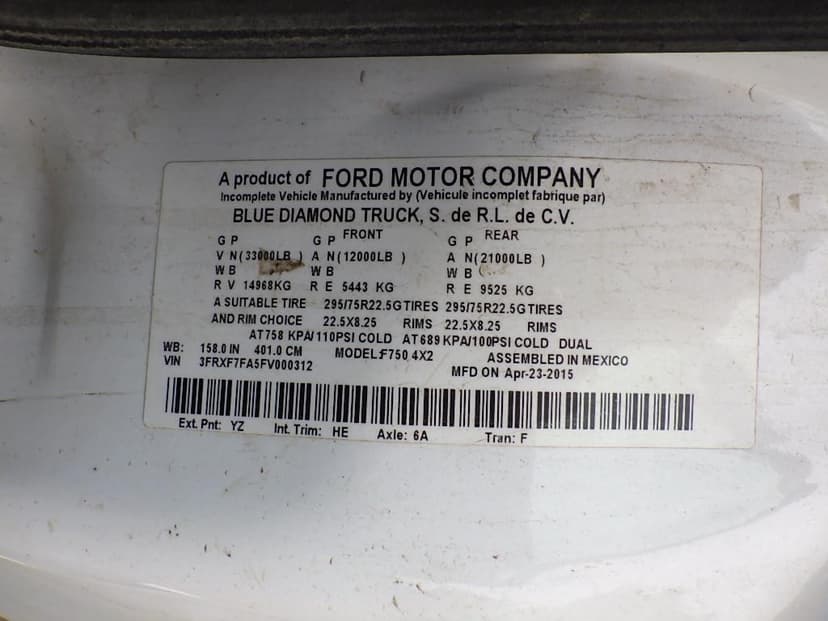 A product of FORD MOTOR COMPANY
Incomplete Vehicle Manufactured by (Vehicule incomplet fabrique par)
BLUE DIAMOND TRUCK, S. de R.L. de C.V.
G P G P FRONT G P REAR
V N (33000LB ) A N (12000LB ) A N (21000LB )
W B W B W B
R V 14968KG R E 5443 KG R E 9525 KG
A SUITABLE TIRE 295/75R22.5G TIRES 295/75R22.5G TIRES
AND RIM CHOICE 22.5X8.25 RIMS 22.5X8.25 RIMS
AT 758 KPA/110PSI COLD AT 689 KPA/100PSI COLD DUAL
WB: 158.0 IN 401.0 CM MODEL: F750 4X2 ASSEMBLED IN MEXICO
VIN 3FRXF7FA5FV000312 MFD ON Apr-23-2015
Ext. Pnt: YZ Int. Trim: HE Axle: 6A Tran: F